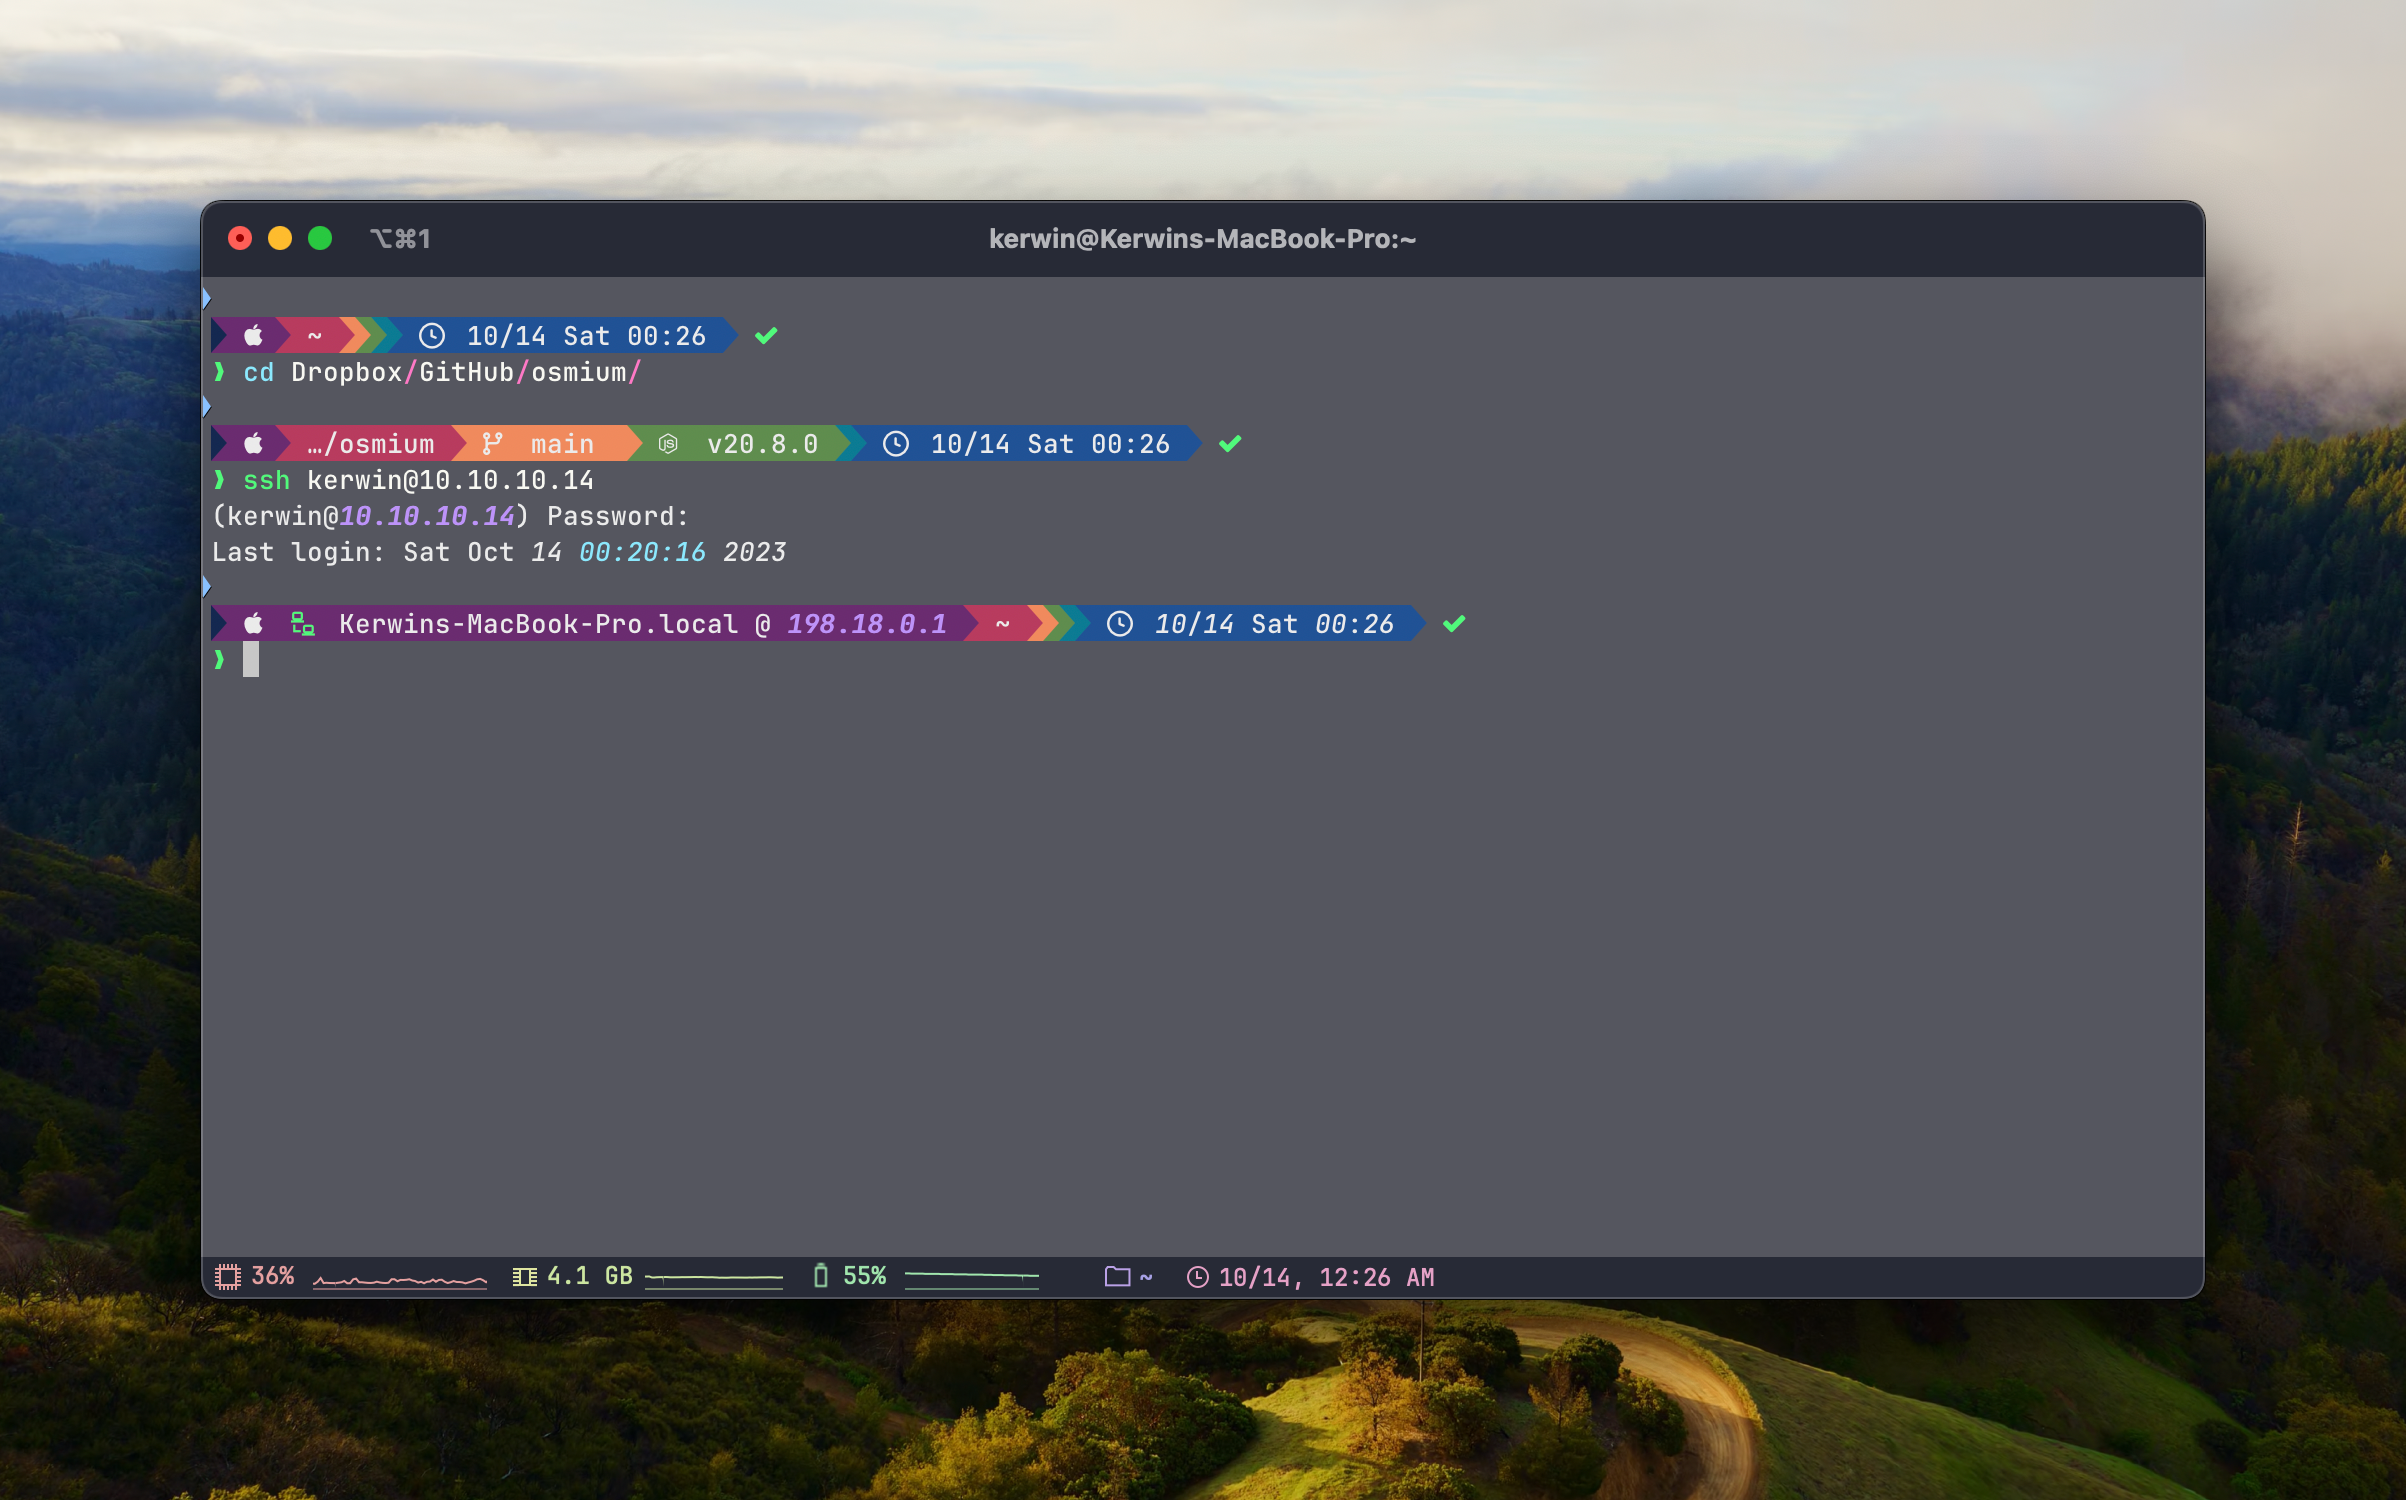 ⌥⌘1 kerwin@Kerwins-MacBook-Pro:~
~ 10/14 Sat 00:26 ✔
❱ cd Dropbox/GitHub/osmium/
…/osmium main v20.8.0 10/14 Sat 00:26 ✔
❱ ssh kerwin@10.10.10.14
(kerwin@10.10.10.14) Password:
Last login: Sat Oct 14 00:20:16 2023
Kerwins-MacBook-Pro.local @ 198.18.0.1 ~ 10/14 Sat 00:26 ✔
❱
36% 4.1 GB 55% ~ 10/14, 12:26 AM